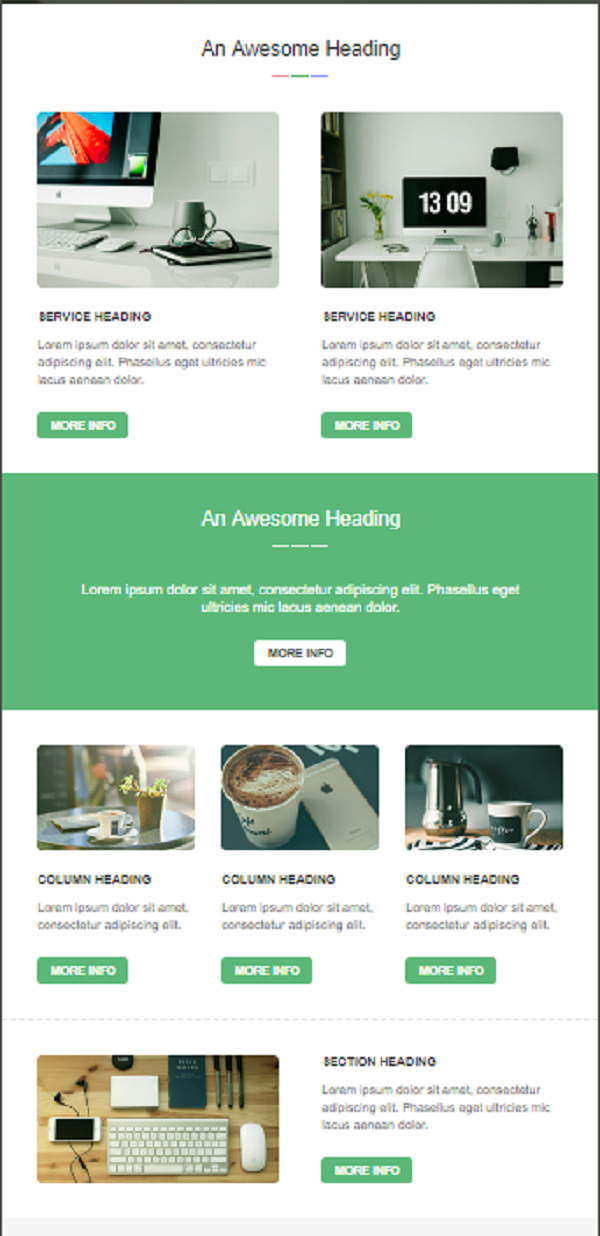 An Awesome Heading
13 09
SERVICE HEADING
Lorem ipsum dolor sit amet, consectetur
adipiscing elit. Phasellus eget ultricies mic
lacus aenean dolor.
MORE INFO
SERVICE HEADING
Lorem ipsum dolor sit amet, consectetur
adipiscing elit. Phasellus eget ultricies mic
lacus aenean dolor.
MORE INFO
An Awesome Heading
Lorem ipsum dolor sit amet, consectetur adipiscing elit. Phasellus eget
ultricies mic lacus aenean dolor.
MORE INFO
COLUMN HEADING
Lorem ipsum dolor sit amet,
consectetur adipiscing elit.
MORE INFO
COLUMN HEADING
Lorem ipsum dolor sit amet,
consectetur adipiscing elit.
MORE INFO
COLUMN HEADING
Lorem ipsum dolor sit amet,
consectetur adipiscing elit.
MORE INFO
SECTION HEADING
Lorem ipsum dolor sit amet, consectetur
adipiscing elit. Phasellus eget ultricies mic
lacus aenean dolor.
MORE INFO